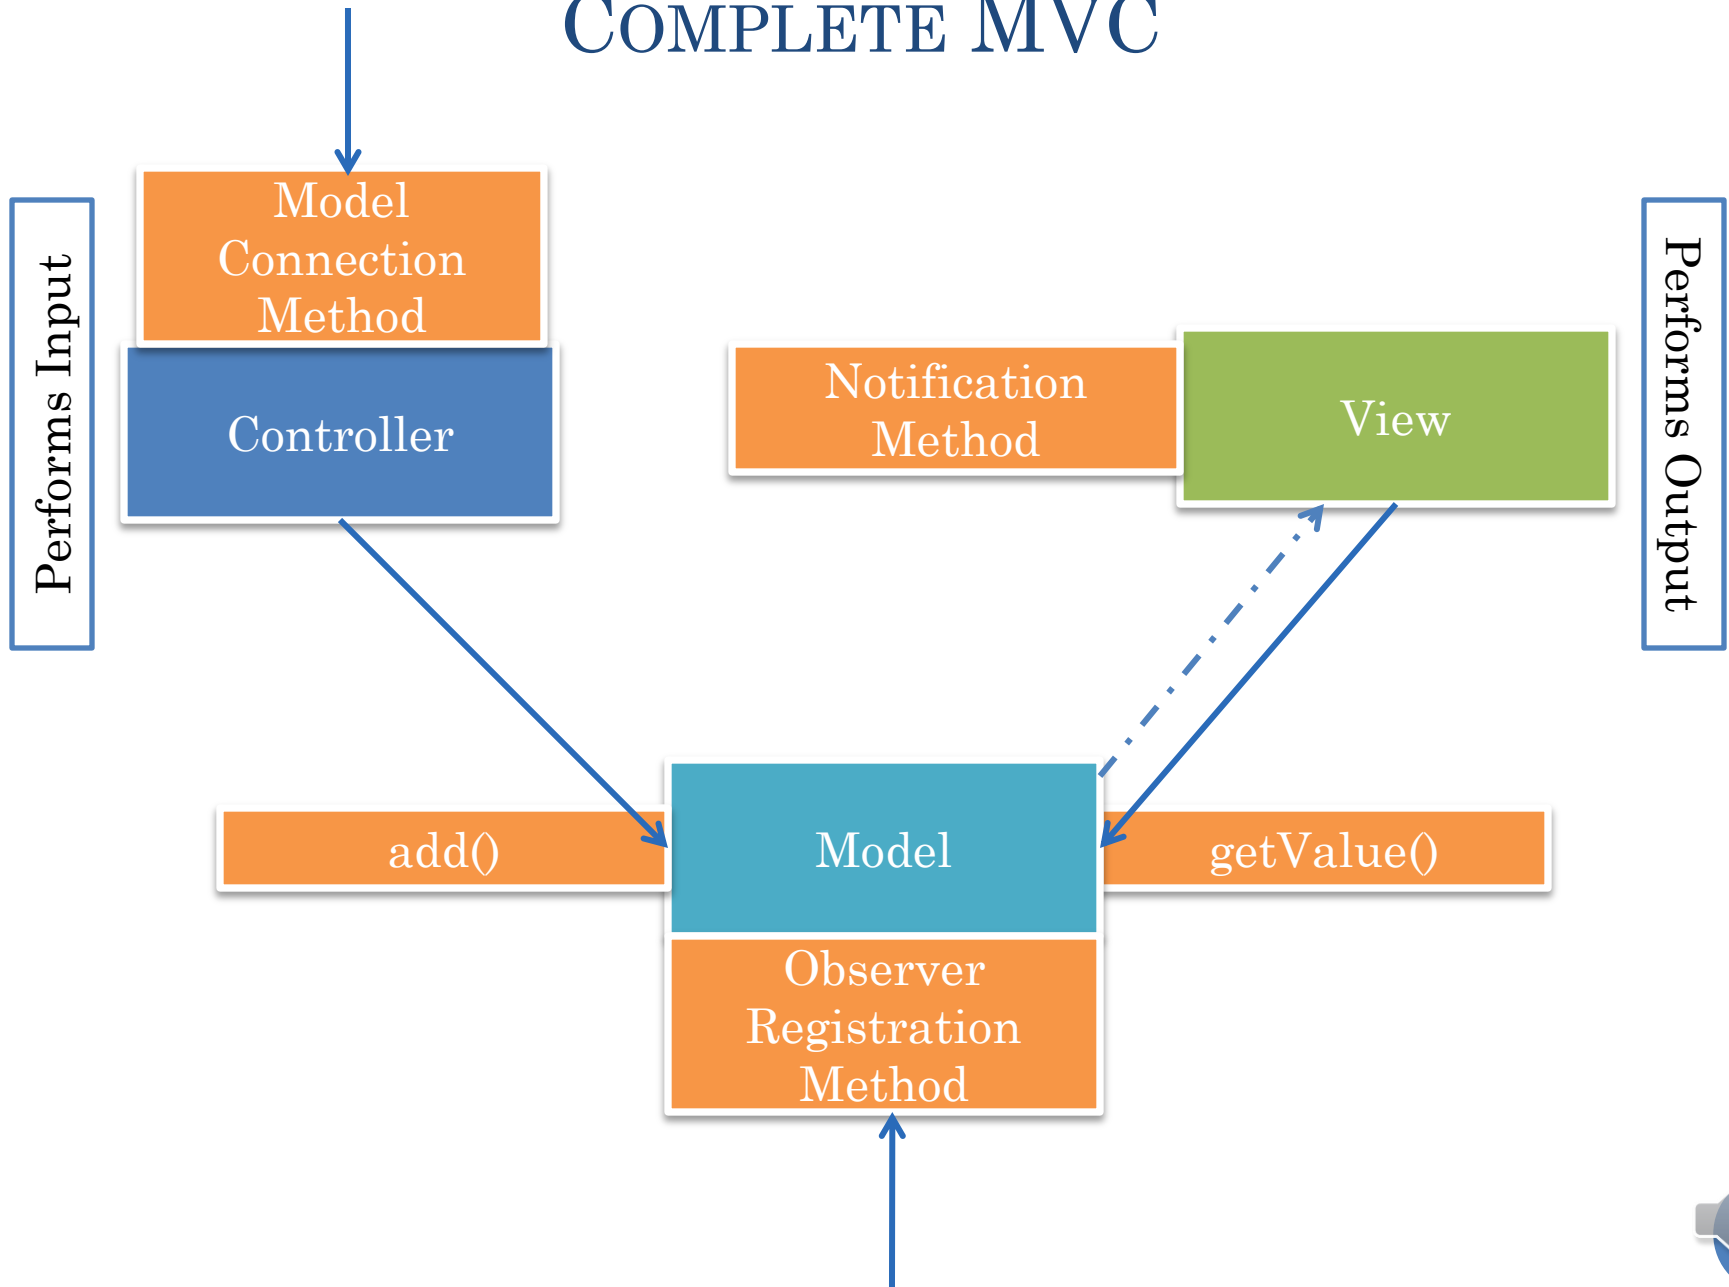 COMPLETE MVC
Model
Connection
Method
Performs Input
Controller
Notification
Method
View
Performs Output
add()
Model
getValue()
Observer
Registration
Method